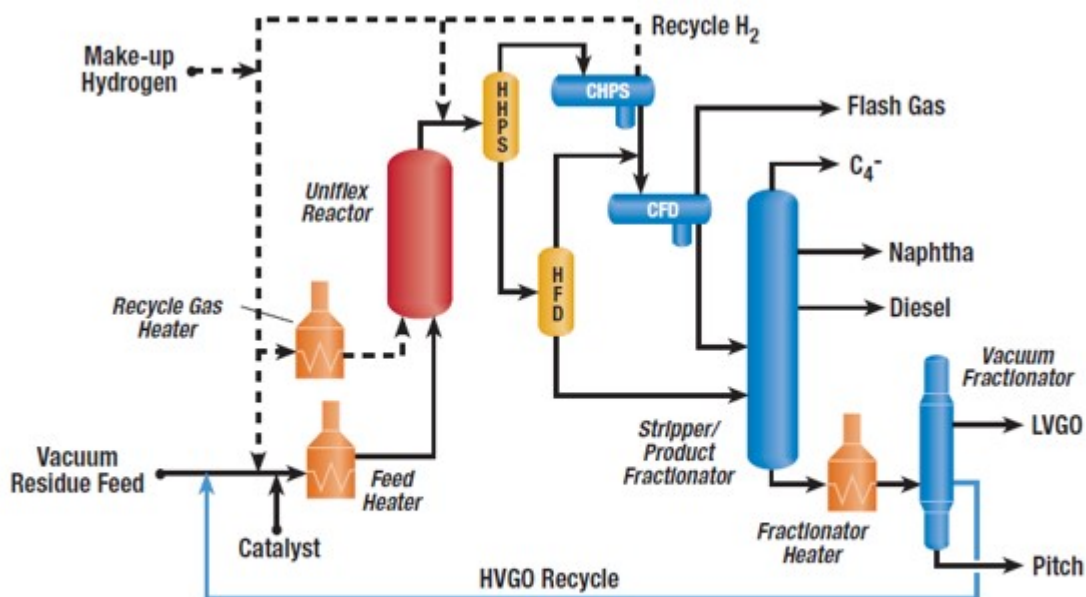 Recycle H₂
Make-up
Hydrogen
HHPS
CHPS
Flash Gas
C₄⁻
Uniflex
Reactor
CFD
Naphtha
HFD
Diesel
Recycle Gas
Heater
Vacuum
Fractionator
LVGO
Stripper/
Product
Fractionator
Vacuum
Residue Feed
Feed
Heater
Catalyst
Fractionator
Heater
Pitch
HVGO Recycle